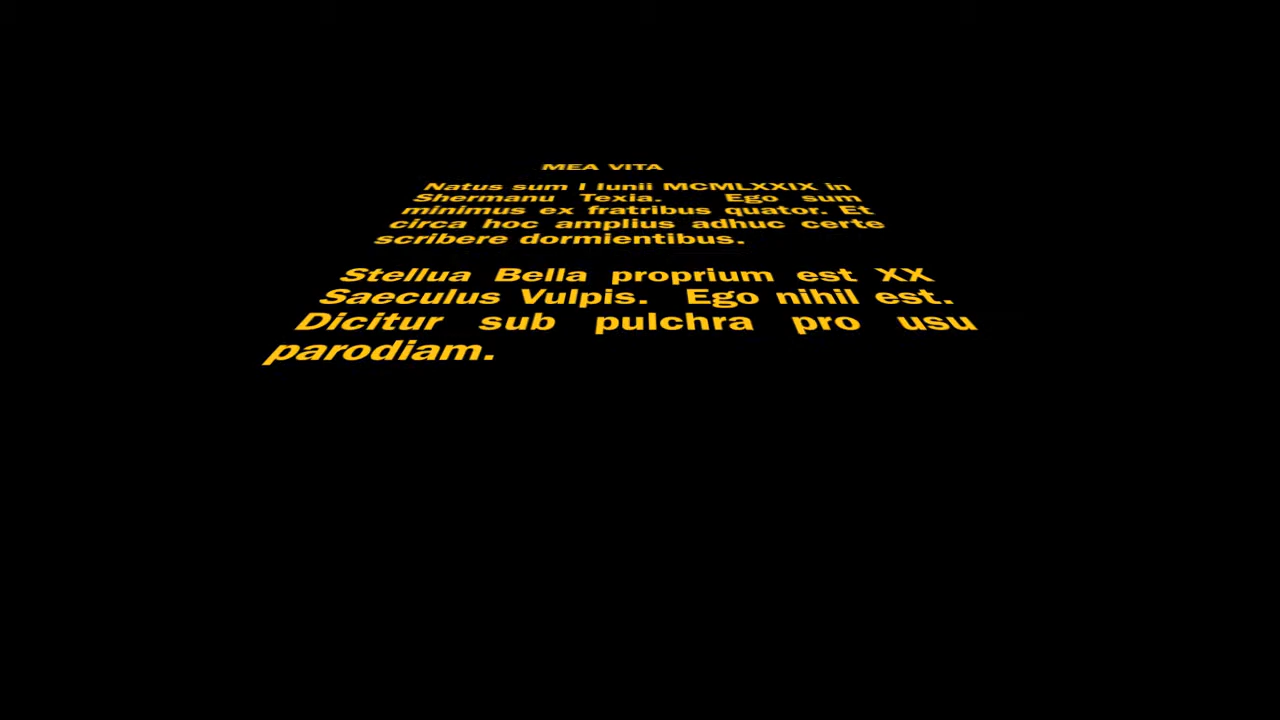 MEA VITA
Natus sum I Iunii MCMLXXIX in
Shermanu Texia. Ego sum
minimus ex fratribus quator. Et
circa hoc amplius adhuc certe
scribere dormientibus.
Stellua Bella proprium est XX
Saeculus Vulpis. Ego nihil est.
Dicitur sub pulchra pro usu
parodiam.